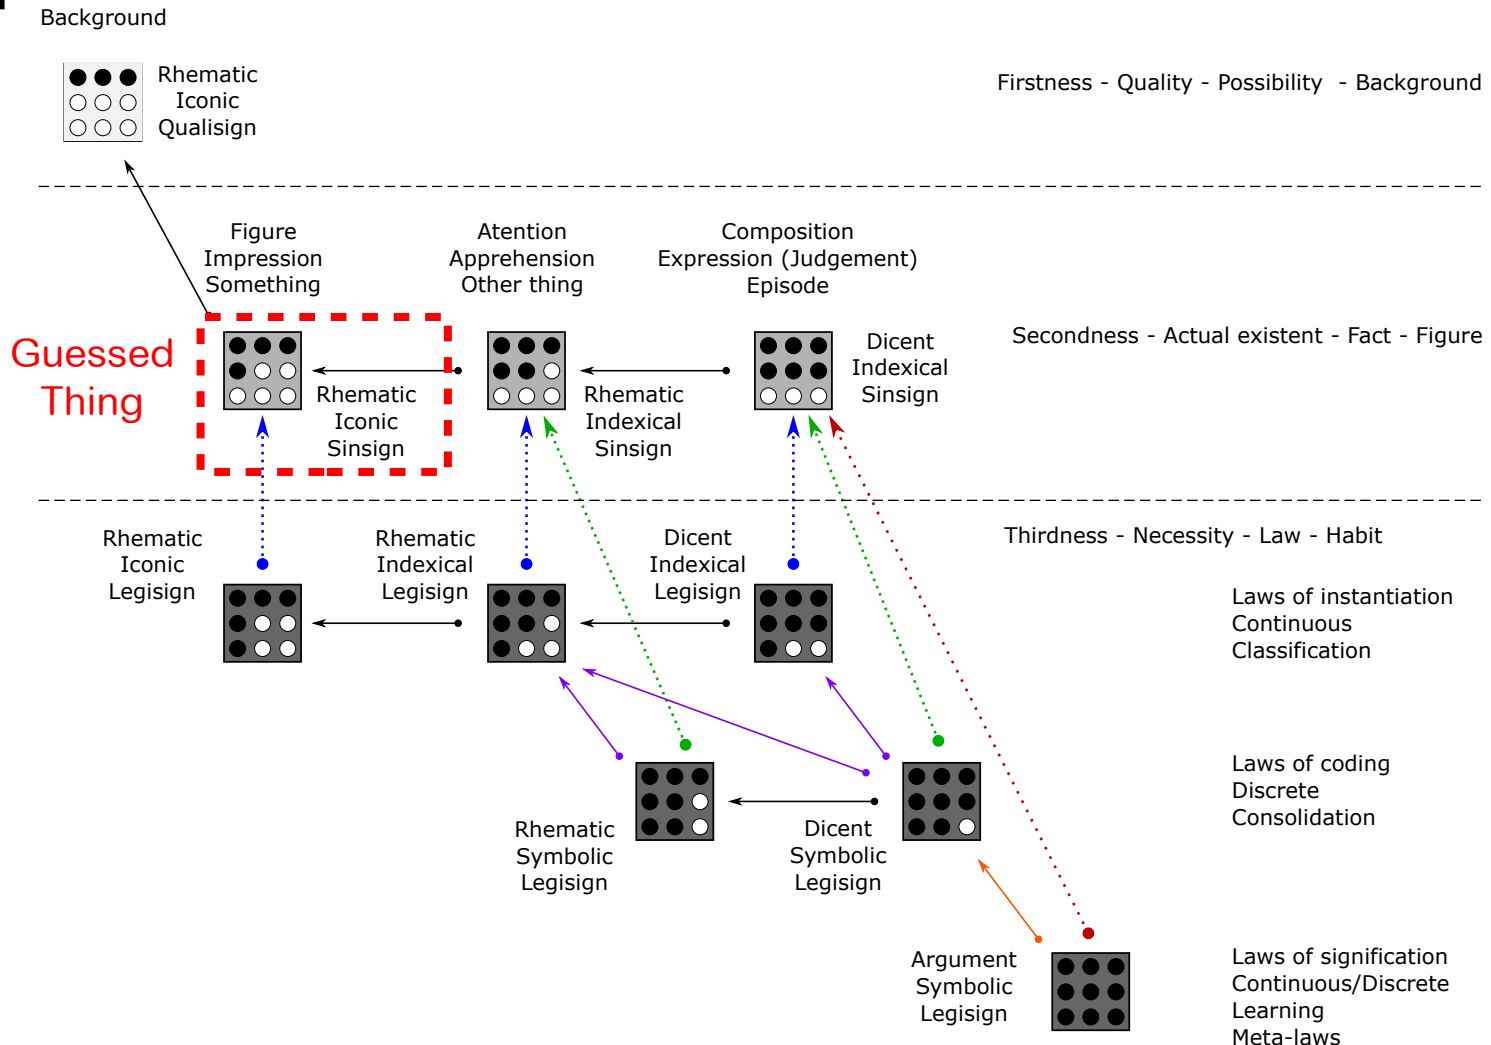 Background
Rhematic
Iconic
Qualisign
Firstness - Quality - Possibility  - Background
Figure
Impression
Something
Atention
Apprehension
Other thing
Composition
Expression (Judgement)
Episode
Guessed
Thing
Rhematic
Iconic
Sinsign
Rhematic
Indexical
Sinsign
Dicent
Indexical
Sinsign
Secondness - Actual existent - Fact - Figure
Rhematic
Iconic
Legisign
Rhematic
Indexical
Legisign
Dicent
Indexical
Legisign
Thirdness - Necessity - Law - Habit
Laws of instantiation
Continuous
Classification
Rhematic
Symbolic
Legisign
Dicent
Symbolic
Legisign
Laws of coding
Discrete
Consolidation
Argument
Symbolic
Legisign
Laws of signification
Continuous/Discrete
Learning
Meta-laws